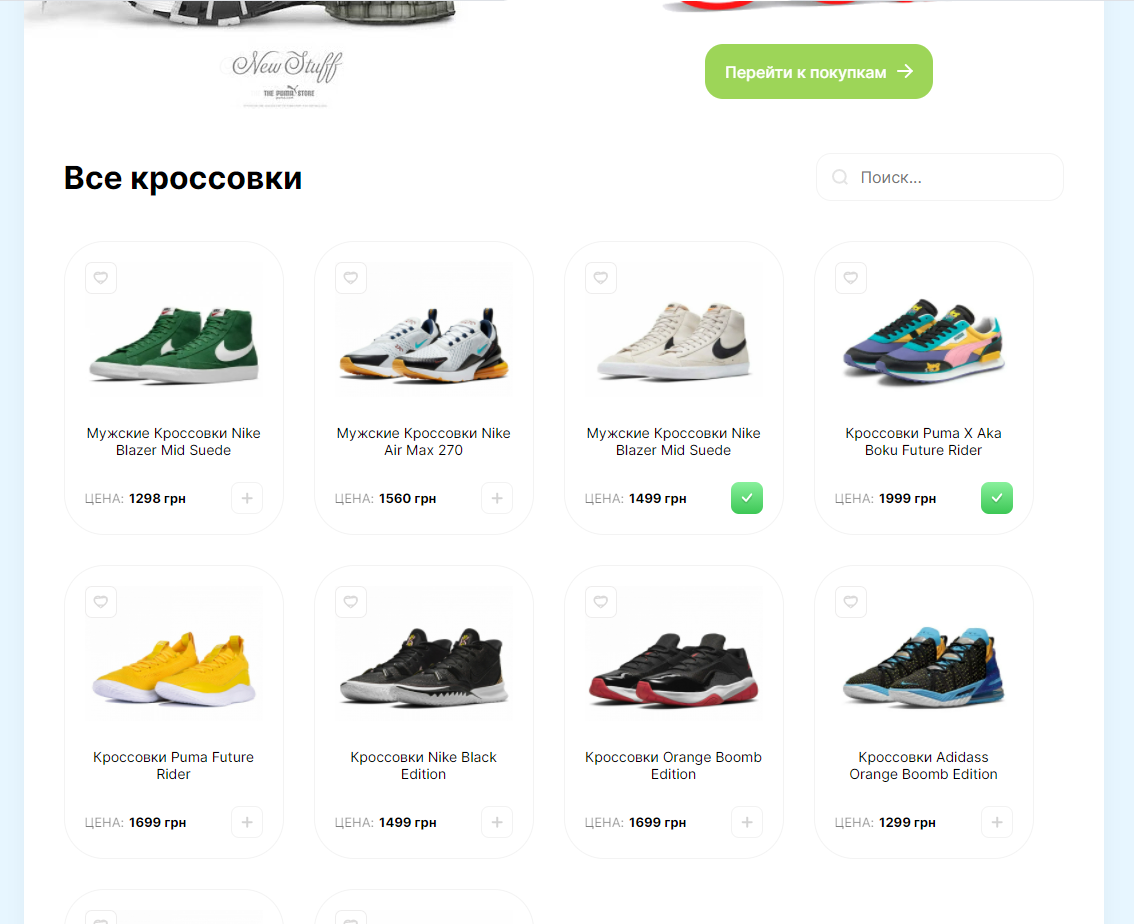 New Stuff
THE PUMA STORE
Перейти к покупкам
Все кроссовки
Поиск...
Мужские Кроссовки Nike
Blazer Mid Suede
ЦЕНА: 1298 грн
Мужские Кроссовки Nike
Air Max 270
ЦЕНА: 1560 грн
Мужские Кроссовки Nike
Blazer Mid Suede
ЦЕНА: 1499 грн
Кроссовки Puma X Aka
Boku Future Rider
ЦЕНА: 1999 грн
Кроссовки Puma Future
Rider
ЦЕНА: 1699 грн
Кроссовки Nike Black
Edition
ЦЕНА: 1499 грн
Кроссовки Orange Boomb
Edition
ЦЕНА: 1699 грн
Кроссовки Adidass
Orange Boomb Edition
ЦЕНА: 1299 грн